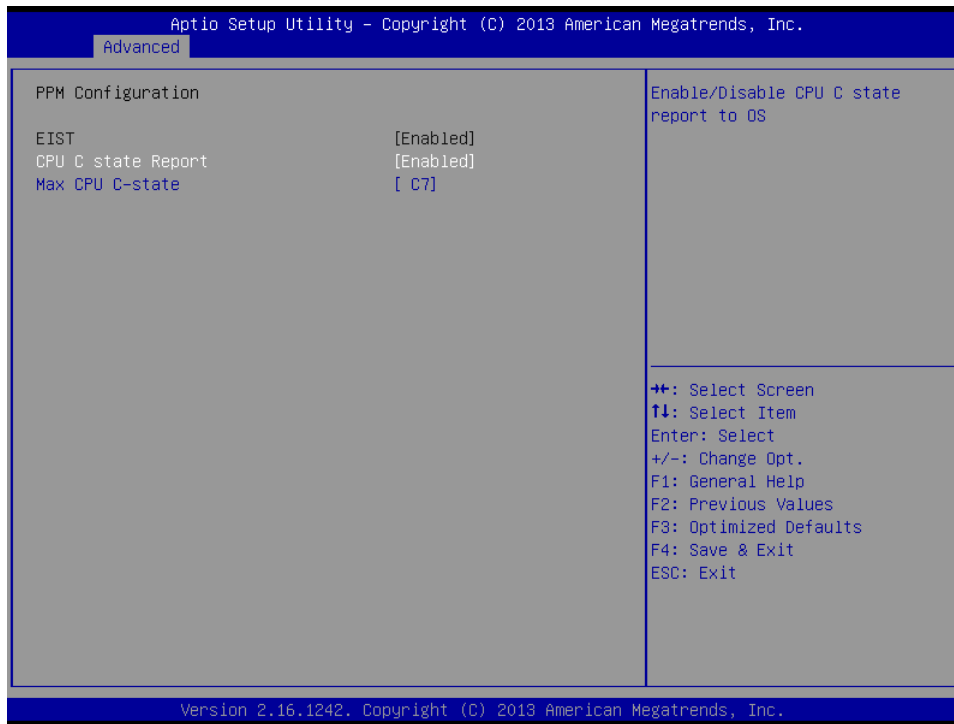 Aptio Setup Utility – Copyright (C) 2013 American Megatrends, Inc.
Advanced
PPM Configuration
EIST [Enabled]
CPU C state Report [Enabled]
Max CPU C-state [ C7]
Enable/Disable CPU C state
report to OS
→←: Select Screen
↑↓: Select Item
Enter: Select
+/-: Change Opt.
F1: General Help
F2: Previous Values
F3: Optimized Defaults
F4: Save & Exit
ESC: Exit
Version 2.16.1242. Copyright (C) 2013 American Megatrends, Inc.